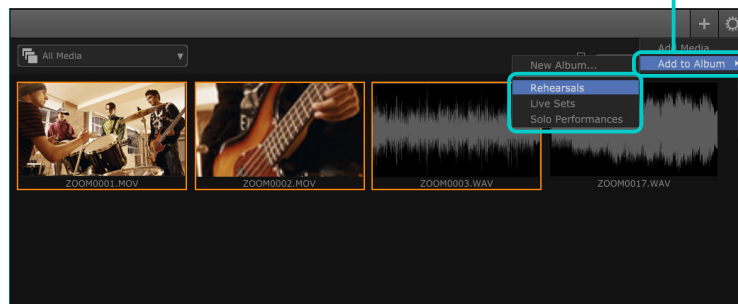 All Media
Add Media
New Album...
Add to Album
Rehearsals
Live Sets
Solo Performances
ZOOM0001.MOV
ZOOM0002.MOV
ZOOM0003.WAV
ZOOM0017.WAV